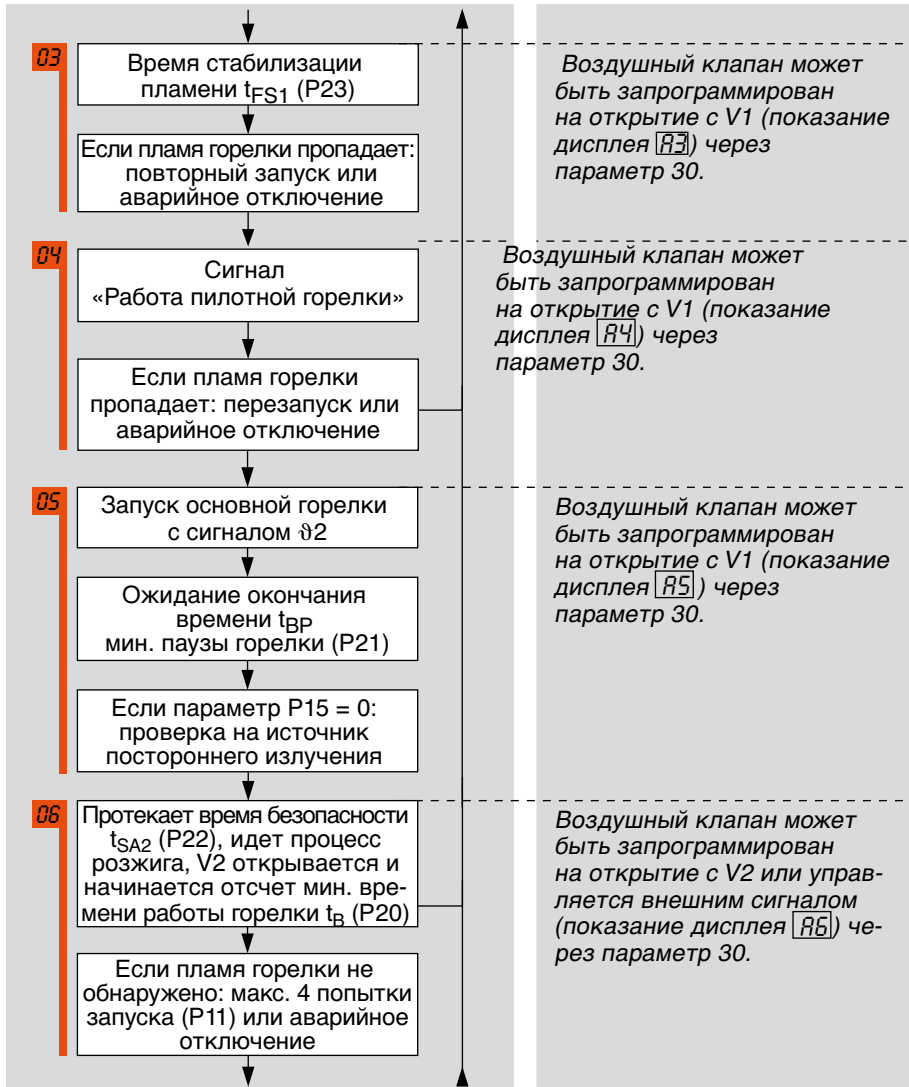 03
Время стабилизации
пламени tFS1 (P23)
Если пламя горелки пропадает:
повторный запуск или
аварийное отключение
Воздушный клапан может
быть запрограммирован
на открытие с V1 (показание
дисплея A3) через
параметр 30.
04
Сигнал
«Работа пилотной горелки»
Если пламя горелки
пропадает: перезапуск или
аварийное отключение
Воздушный клапан может
быть запрограммирован
на открытие с V1 (показание
дисплея A4) через
параметр 30.
05
Запуск основной горелки
с сигналом ϑ2
Ожидание окончания
времени tBP
мин. паузы горелки (P21)
Если параметр P15 = 0:
проверка на источник
постороннего излучения
Воздушный клапан может
быть запрограммирован
на открытие с V1 (показание
дисплея A5) через
параметр 30.
06
Протекает время безопасности
tSA2 (P22), идет процесс
розжига, V2 открывается и
начинается отсчет мин. вре-
мени работы горелки tB (P20)
Если пламя горелки не
обнаружено: макс. 4 попытки
запуска (P11) или аварийное
отключение
Воздушный клапан может
быть запрограммирован
на открытие с V2 или управ-
ляется внешним сигналом
(показание дисплея A6) че-
рез параметр 30.